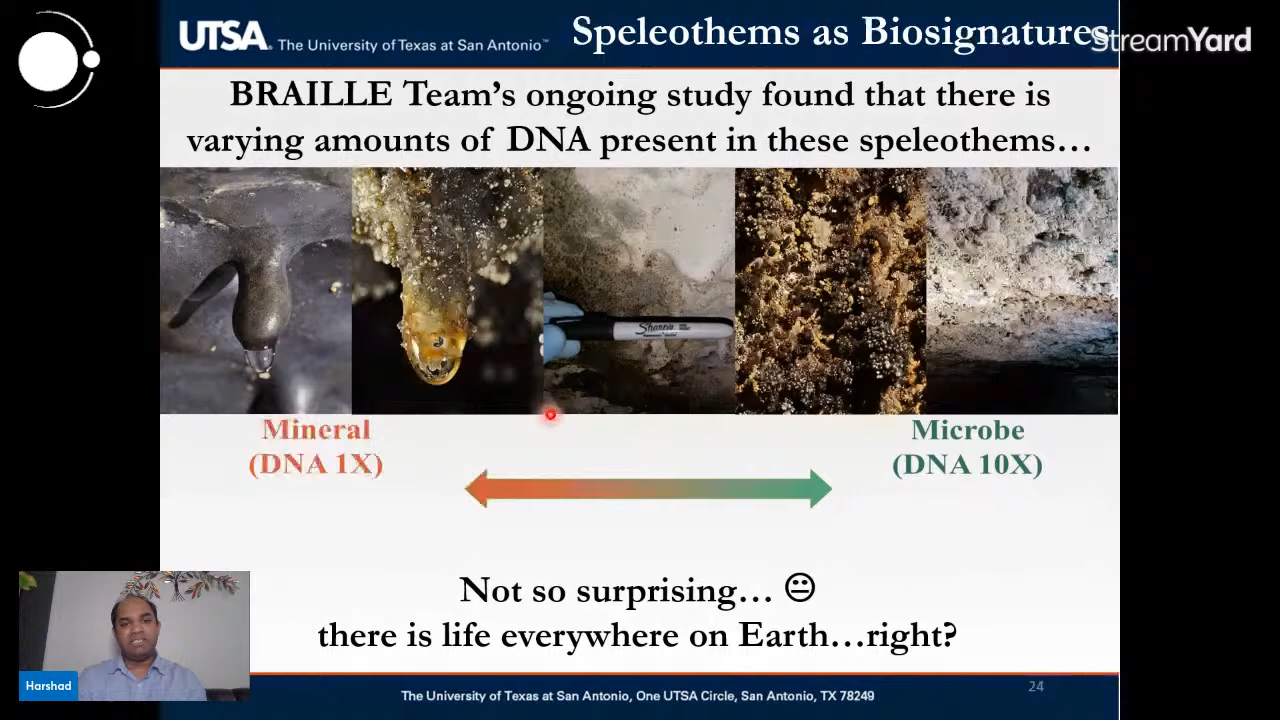 UTSA. The University of Texas at San Antonio™
Speleothems as Biosignatures
StreamYard
BRAILLE Team's ongoing study found that there is
varying amounts of DNA present in these speleothems…
Sharpie
Mineral
(DNA 1X)
Microbe
(DNA 10X)
Not so surprising… 😐
there is life everywhere on Earth…right?
Harshad
The University of Texas at San Antonio, One UTSA Circle, San Antonio, TX 78249
24